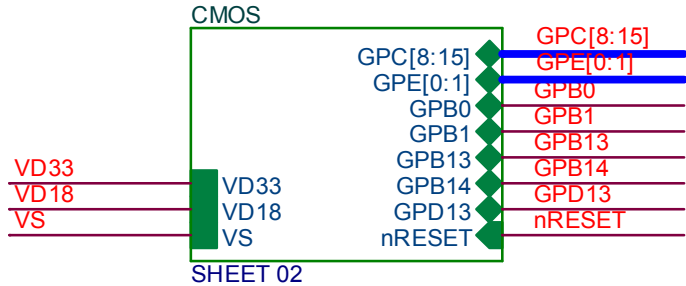 CMOS
GPC[8:15] GPC[8:15]
GPE[0:1] GPE[0:1]
GPB0 GPB0
GPB1 GPB1
GPB13 GPB13
VD33 VD33 GPB14 GPB14
VD18 VD18 GPD13 GPD13
VS VS nRESET nRESET
SHEET 02